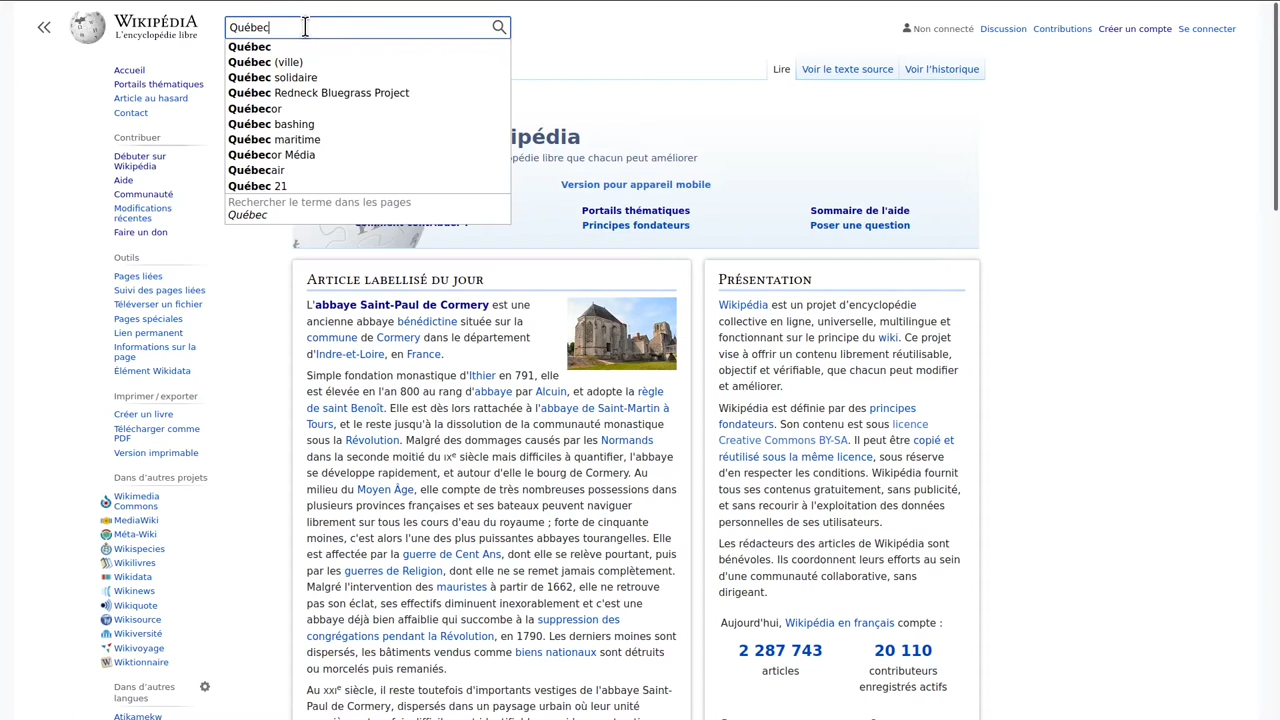 WIKIPÉDIA
L'encyclopédie libre
Québec
Non connecté Discussion Contributions Créer un compte Se connecter
Québec
Québec (ville)
Québec solidaire
Québec Redneck Bluegrass Project
Québecor
Québec bashing
Québec maritime
Québecor Média
Québecair
Québec 21
Rechercher le terme dans les pages
Québec
Accueil
Portails thématiques
Article au hasard
Contact
Contribuer
Débuter sur
Wikipédia
Aide
Communauté
Modifications
récentes
Faire un don
Outils
Pages liées
Suivi des pages liées
Téléverser un fichier
Pages spéciales
Lien permanent
Informations sur la
page
Élément Wikidata
Imprimer / exporter
Créer un livre
Télécharger comme
PDF
Version imprimable
Dans d'autres projets
Wikimedia
Commons
MediaWiki
Méta-Wiki
Wikispecies
Wikilivres
Wikidata
Wikinews
Wikiquote
Wikisource
Wikiversité
Wikivoyage
Wiktionnaire
Dans d'autres
langues
Atikamekw
Lire Voir le texte source Voir l'historique
ipédia
pédie libre que chacun peut améliorer
Version pour appareil mobile
Portails thématiques Sommaire de l'aide
Principes fondateurs Poser une question
Article labellisé du jour
L'abbaye Saint-Paul de Cormery est une
ancienne abbaye bénédictine située sur la
commune de Cormery dans le département
d'Indre-et-Loire, en France.
Simple fondation monastique d'Ithier en 791, elle
est élevée en l'an 800 au rang d'abbaye par Alcuin, et adopte la règle
de saint Benoît. Elle est dès lors rattachée à l'abbaye de Saint-Martin à
Tours, et le reste jusqu'à la dissolution de la communauté monastique
sous la Révolution. Malgré des dommages causés par les Normands
dans la seconde moitié du IXe siècle mais difficiles à quantifier, l'abbaye
se développe rapidement, et autour d'elle le bourg de Cormery. Au
milieu du Moyen Âge, elle compte de très nombreuses possessions dans
plusieurs provinces françaises et ses bateaux peuvent naviguer
librement sur tous les cours d'eau du royaume ; forte de cinquante
moines, c'est alors l'une des plus puissantes abbayes tourangelles. Elle
est affectée par la guerre de Cent Ans, dont elle se relève pourtant, puis
par les guerres de Religion, dont elle ne se remet jamais complètement.
Malgré l'intervention des mauristes à partir de 1662, elle ne retrouve
pas son éclat, ses effectifs diminuent inexorablement et c'est une
abbaye déjà bien affaiblie qui succombe à la suppression des
congrégations pendant la Révolution, en 1790. Les derniers moines sont
dispersés, les bâtiments vendus comme biens nationaux sont détruits
ou morcelés puis remaniés.
Au XXIe siècle, il reste toutefois d'importants vestiges de l'abbaye Saint-
Paul de Cormery, dispersés dans un paysage urbain où leur unité
Présentation
Wikipédia est un projet d'encyclopédie
collective en ligne, universelle, multilingue et
fonctionnant sur le principe du wiki. Ce projet
vise à offrir un contenu librement réutilisable,
objectif et vérifiable, que chacun peut modifier
et améliorer.
Wikipédia est définie par des principes
fondateurs. Son contenu est sous licence
Creative Commons BY-SA. Il peut être copié et
réutilisé sous la même licence, sous réserve
d'en respecter les conditions. Wikipédia fournit
tous ses contenus gratuitement, sans publicité,
et sans recourir à l'exploitation des données
personnelles de ses utilisateurs.
Les rédacteurs des articles de Wikipédia sont
bénévoles. Ils coordonnent leurs efforts au sein
d'une communauté collaborative, sans
dirigeant.
Aujourd'hui, Wikipédia en français compte :
2 287 743 20 110
articles contributeurs
enregistrés actifs